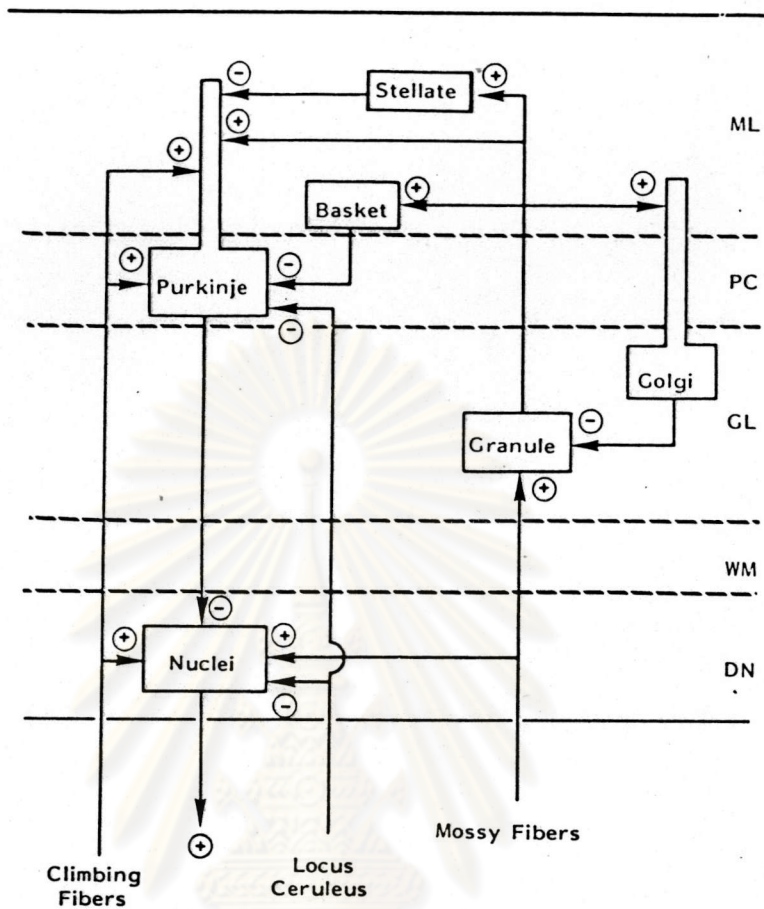 Stellate
ML
Basket
Purkinje
PC
Golgi
GL
Granule
WM
Nuclei
DN
Mossy Fibers
Climbing
Fibers
Locus
Ceruleus